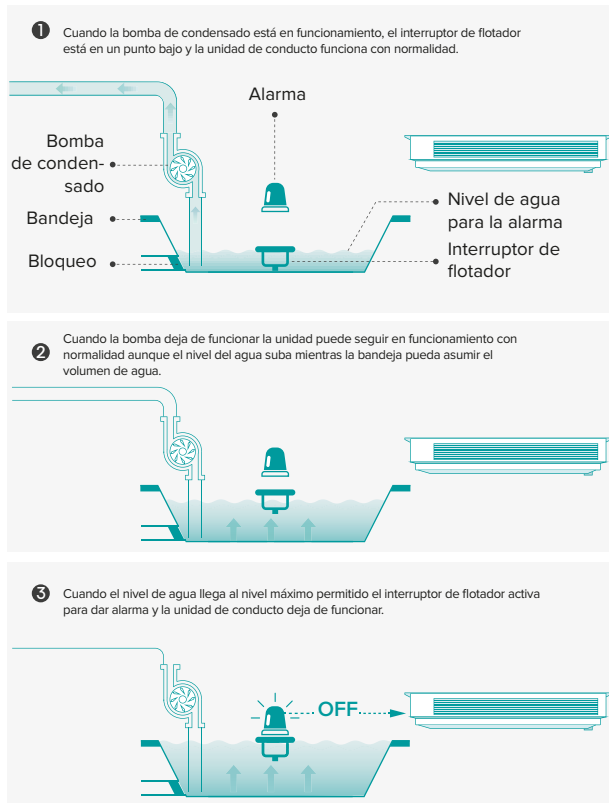 1 Cuando la bomba de condensado está en funcionamiento, el interruptor de flotador
está en un punto bajo y la unidad de conducto funciona con normalidad.
Alarma
Bomba
de conden-
sado
Bandeja
Bloqueo
Nivel de agua
para la alarma
Interruptor de
flotador
2 Cuando la bomba deja de funcionar la unidad puede seguir en funcionamiento con
normalidad aunque el nivel del agua suba mientras la bandeja pueda asumir el
volumen de agua.
3 Cuando el nivel de agua llega al nivel máximo permitido el interruptor de flotador activa
para dar alarma y la unidad de conducto deja de funcionar.
OFF